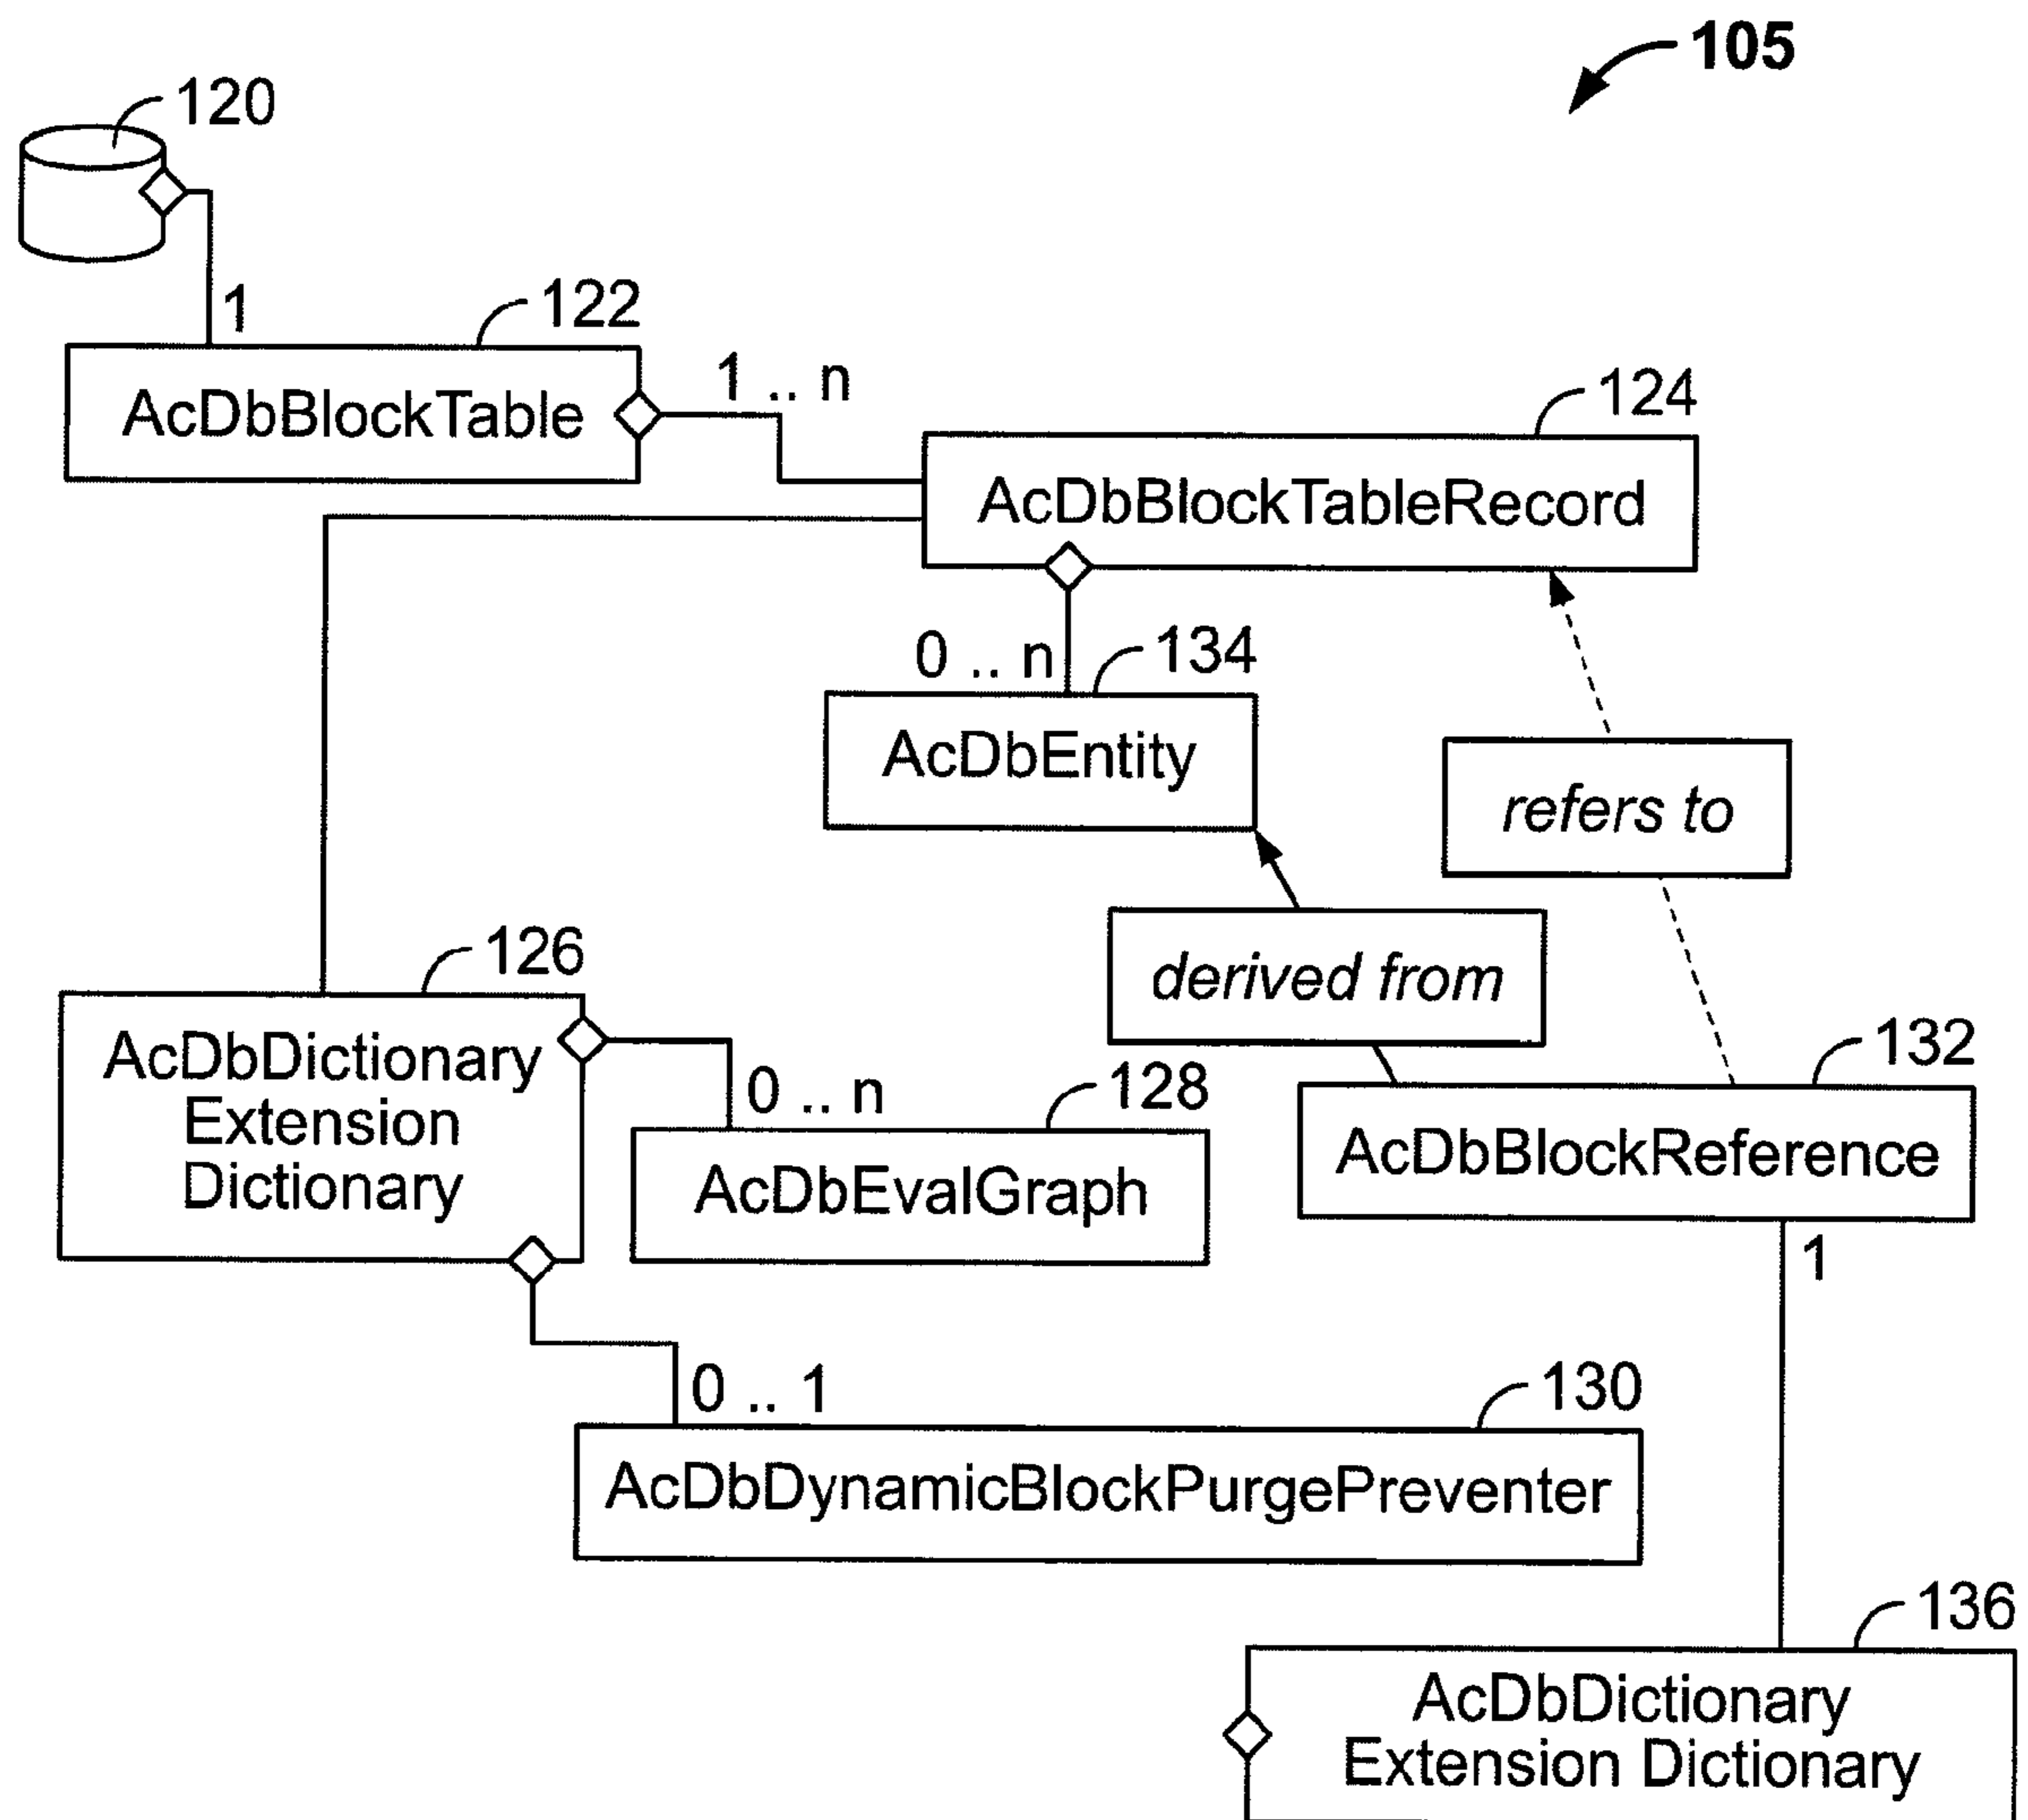 105
120
1
122
AcDbBlockTable
1 .. n
124
AcDbBlockTableRecord
0 .. n
134
AcDbEntity
refers to
derived from
126
AcDbDictionary
Extension
Dictionary
0 .. n
128
AcDbEvalGraph
132
AcDbBlockReference
1
0 .. 1
130
AcDbDynamicBlockPurgePreventer
136
AcDbDictionary
Extension Dictionary